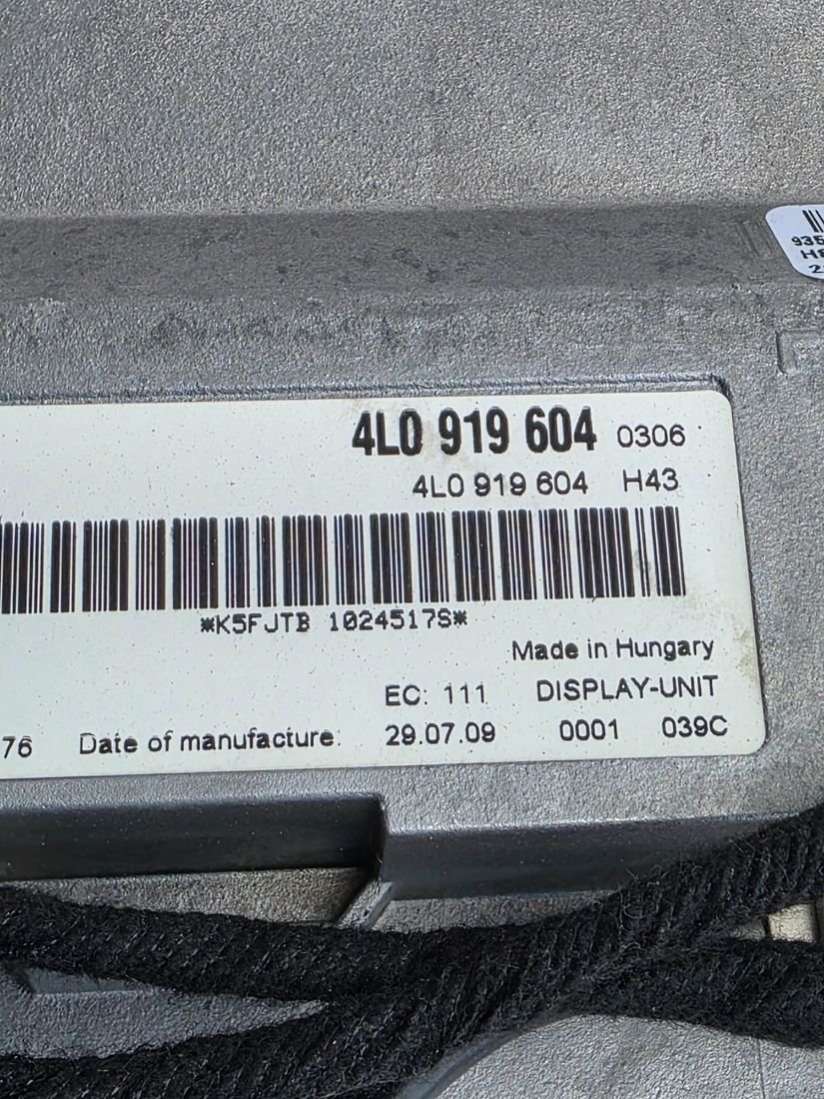 935
4L0 919 604 0306
4L0 919 604 H43
*K5FJTB 1024517S*
Made in Hungary
EC: 111 DISPLAY-UNIT
76 Date of manufacture: 29.07.09 0001 039C